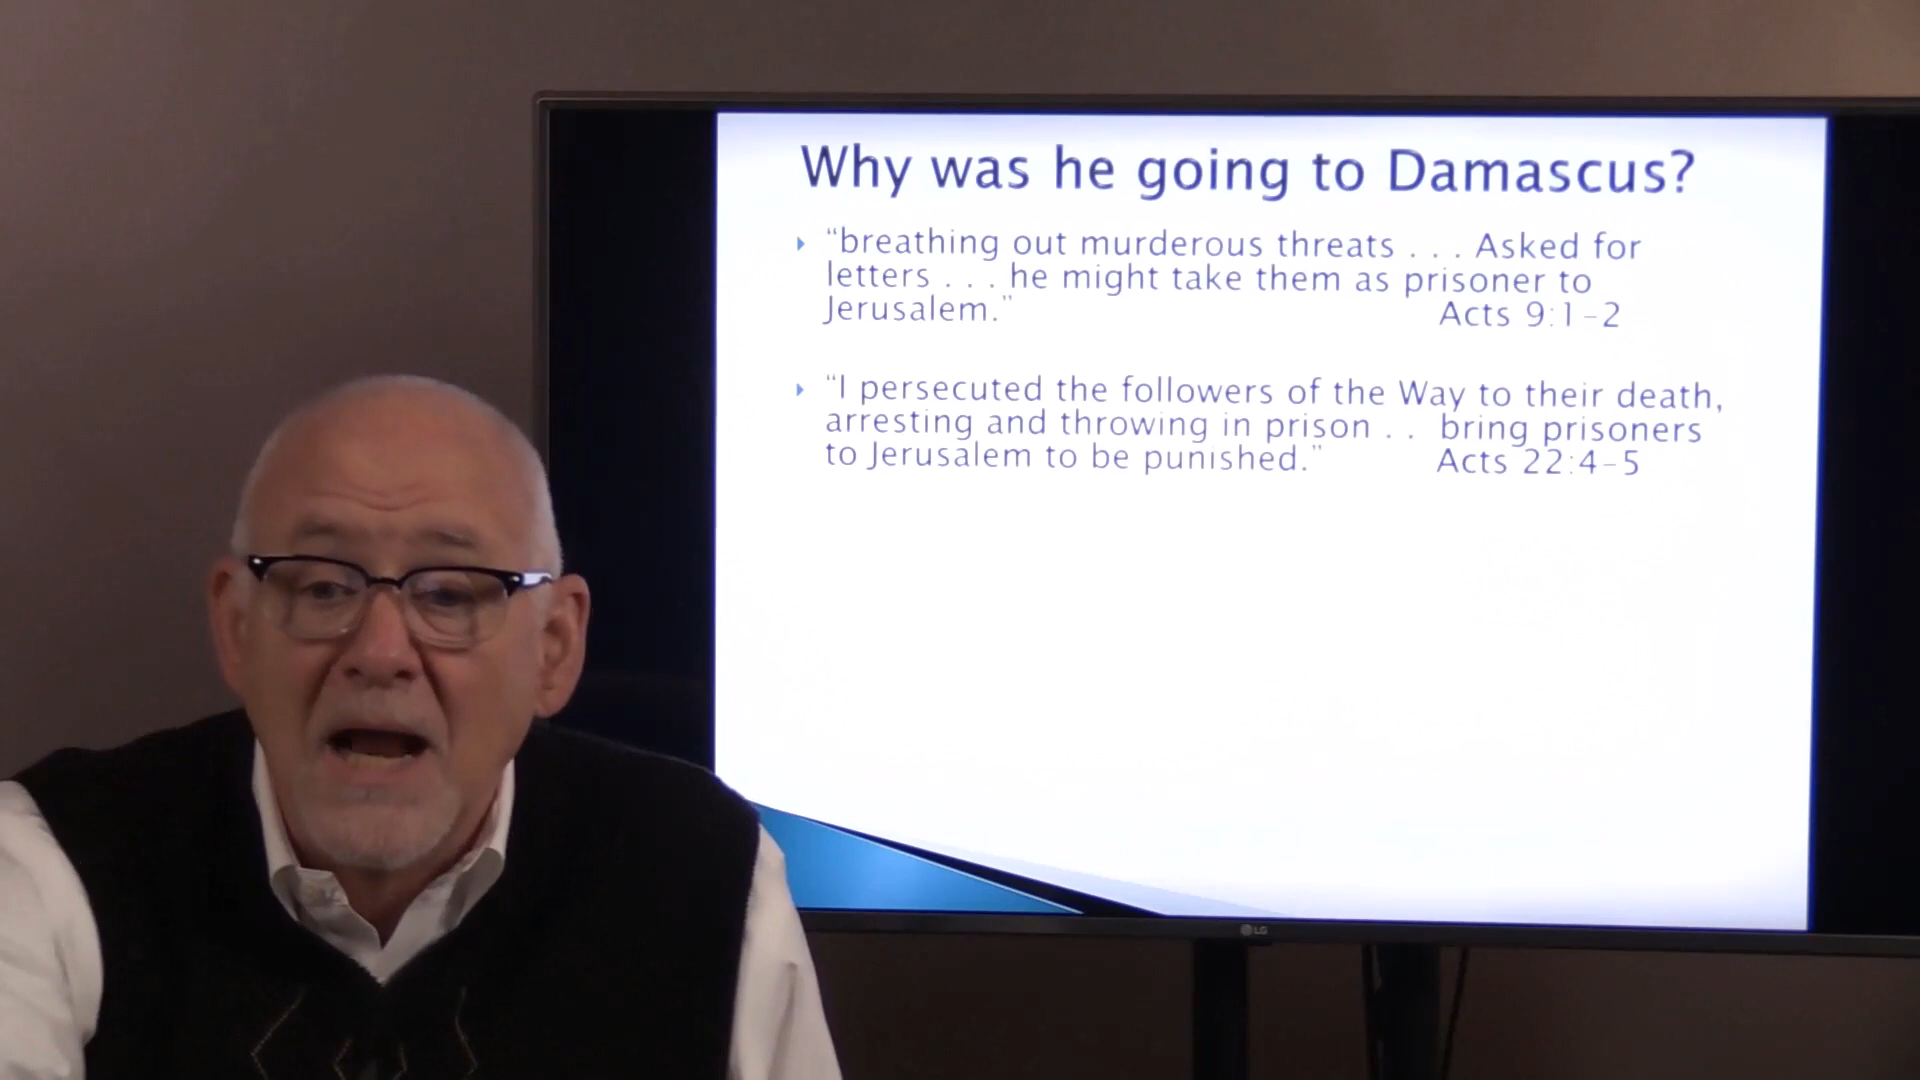 Why was he going to Damascus?
“breathing out murderous threats . . . Asked for
letters . . . he might take them as prisoner to
Jerusalem.” Acts 9:1-2
“I persecuted the followers of the Way to their death,
arresting and throwing in prison . . bring prisoners
to Jerusalem to be punished.” Acts 22:4-5
LG